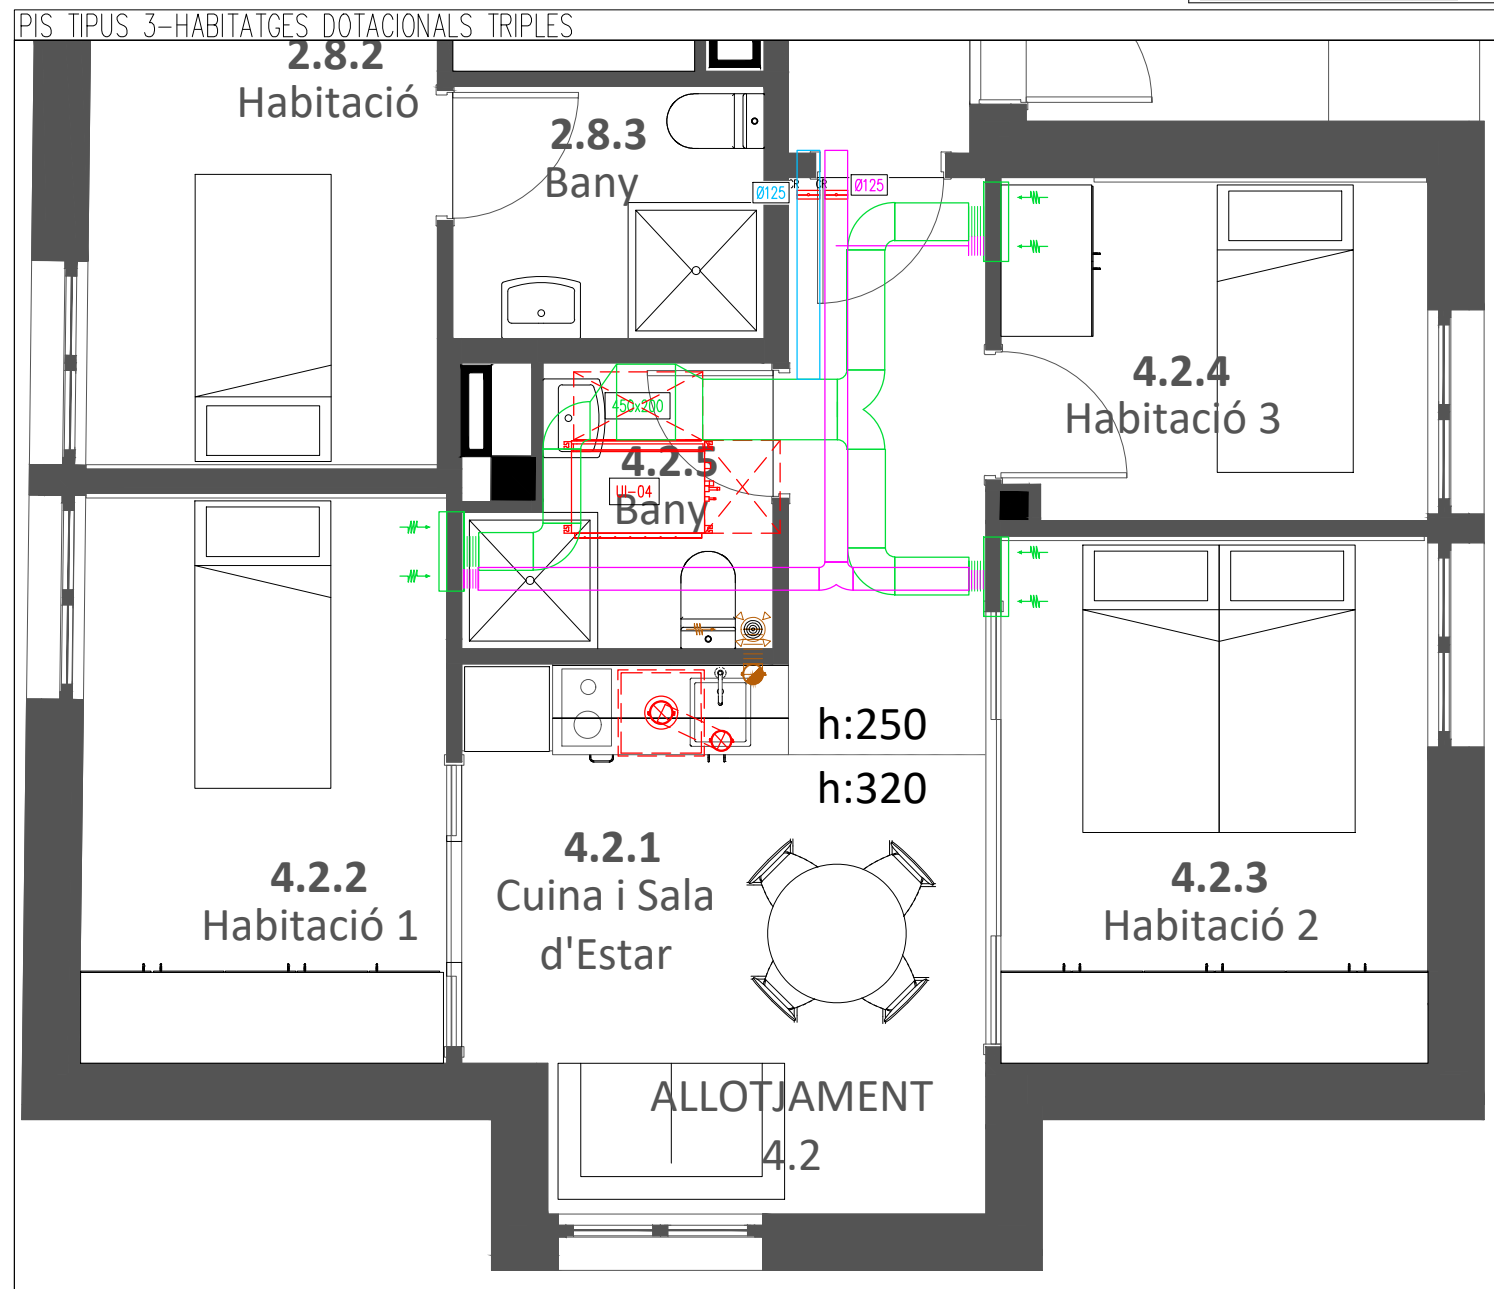 PIS TIPUS 3-HABITATGES DOTACIONALS TRIPLES
2.8.2
Habitació
2.8.3
Bany
Ø125
CR
Ø125
4.2.4
Habitació 3
450x200
4.2.5
UI-04
Bany
h:250
h:320
4.2.1
Cuina i Sala
d'Estar
4.2.2
Habitació 1
4.2.3
Habitació 2
ALLOTJAMENT
4.2